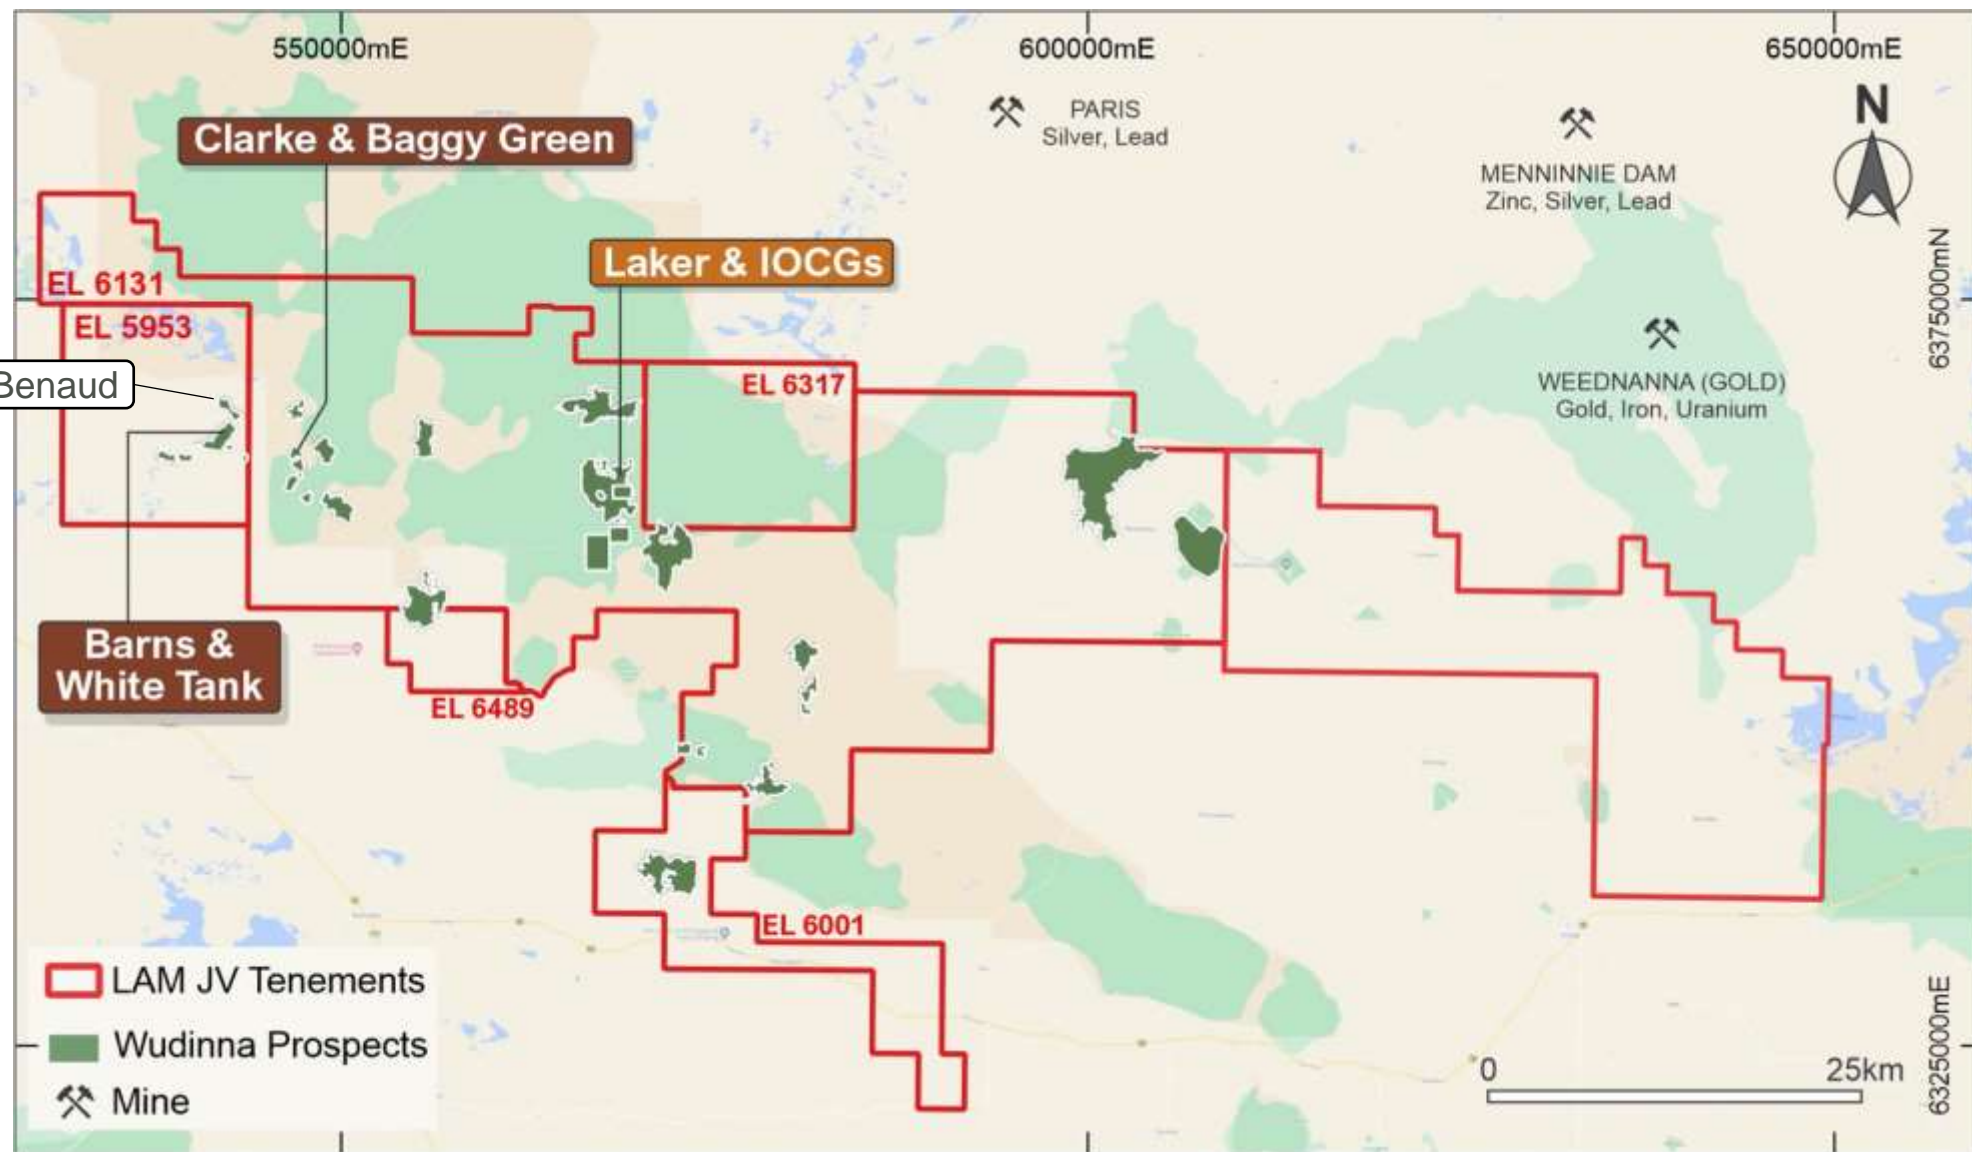 550000mE
600000mE
650000mE
N
PARIS
Silver, Lead
MENNINNIE DAM
Zinc, Silver, Lead
Clarke & Baggy Green
Laker & IOCGs
6375000mN
EL 6131
EL 5953
EL 6317
Benaud
WEEDNANNA (GOLD)
Gold, Iron, Uranium
Barns &
White Tank
EL 6489
EL 6001
LAM JV Tenements
Wudinna Prospects
Mine
0
25km
6325000mE